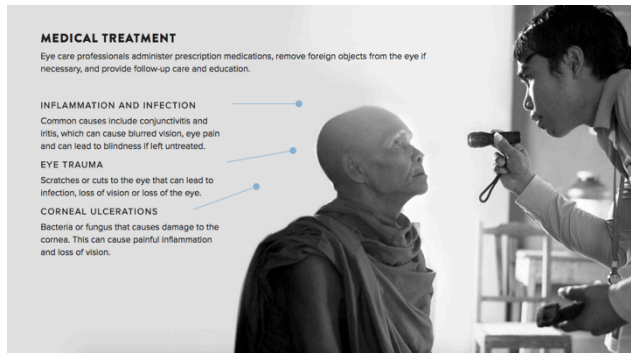 MEDICAL TREATMENT
Eye care professionals administer prescription medications, remove foreign objects from the eye if
necessary, and provide follow-up care and education.
INFLAMMATION AND INFECTION
Common causes include conjunctivitis and
iritis, which can cause blurred vision, eye pain
and can lead to blindness if left untreated.
EYE TRAUMA
Scratches or cuts to the eye that can lead to
infection, loss of vision or loss of the eye.
CORNEAL ULCERATIONS
Bacteria or fungus that causes damage to the
cornea. This can cause painful inflammation
and loss of vision.